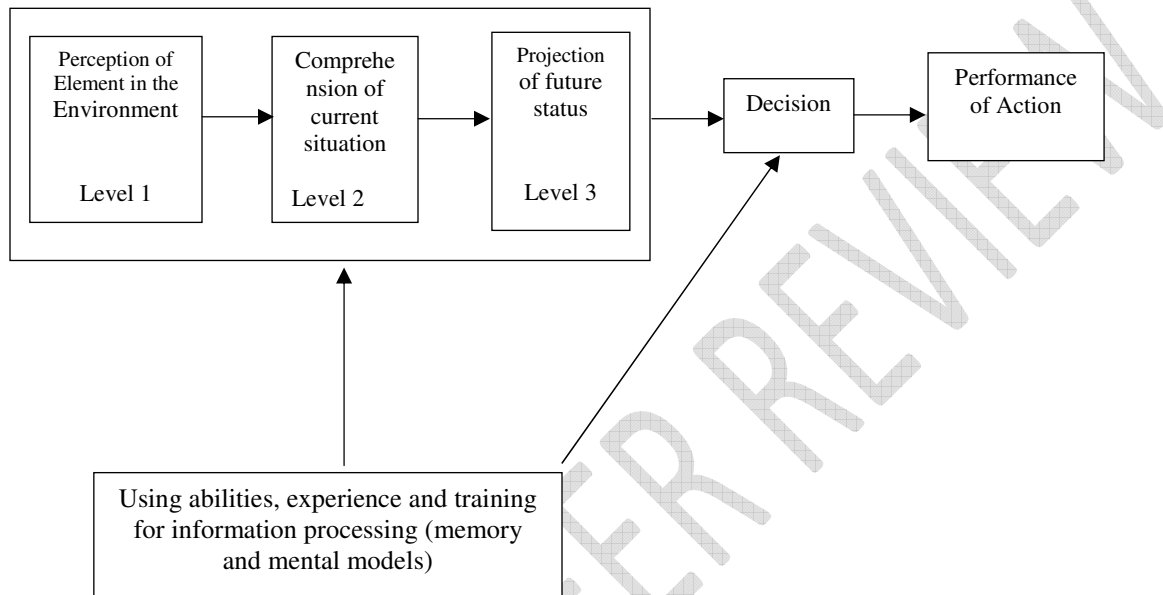 Perception of
Element in the
Environment
Level 1
Comprehe
nsion of
current
situation
Level 2
Projection
of future
status
Level 3
Decision
Performance
of Action
Using abilities, experience and training
for information processing (memory
and mental models)
ER REVIEW